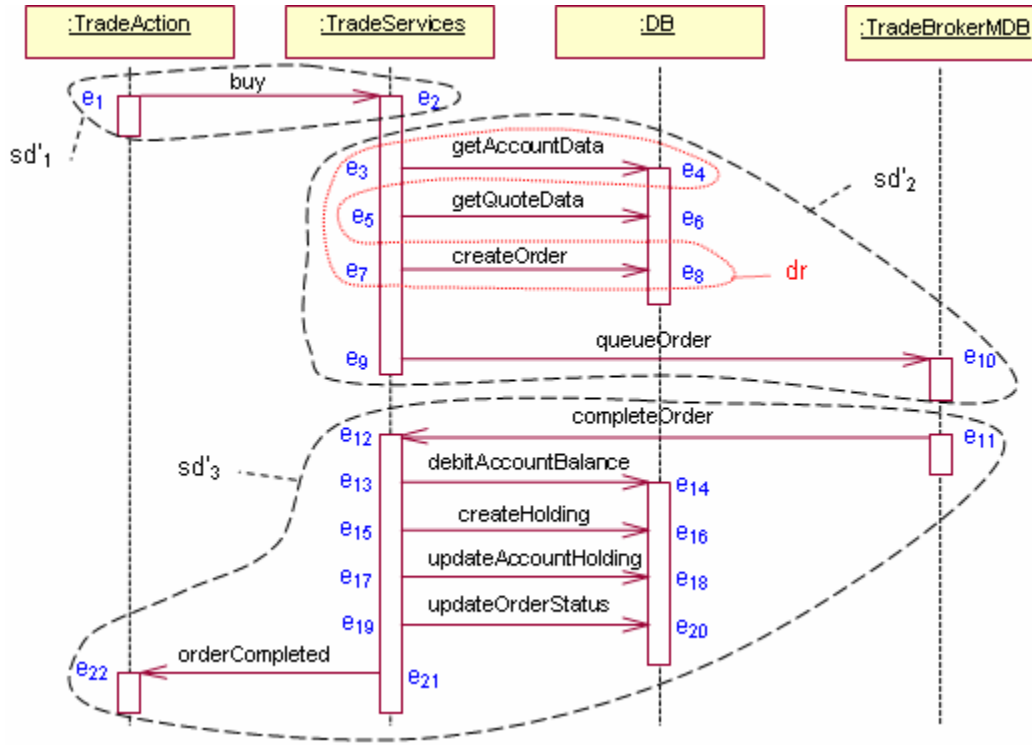 :TradeAction :TradeServices :DB :TradeBrokerMDB
buy
e1 e2
sd'1
getAccountData
e3 e4
sd'2
getQuoteData
e5 e6
createOrder
e7 e8 dr
queueOrder
e9 e10
completeOrder
e12 e11
sd'3
debitAccountBalance
e13 e14
createHolding
e15 e16
updateAccountHolding
e17 e18
updateOrderStatus
e19 e20
orderCompleted
e22 e21